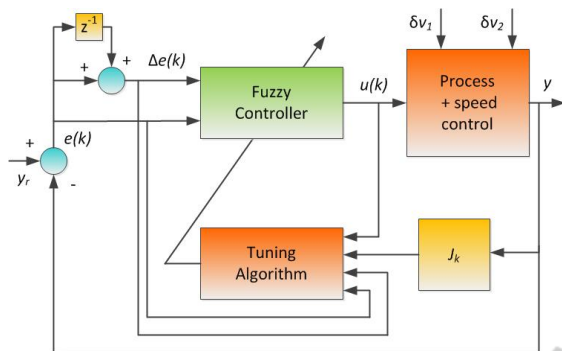 z⁻¹
+
+
Δe(k)
e(k)
+
yᵣ
-
Fuzzy
Controller
u(k)
δv₁
δv₂
Process
+ speed
control
y
Tuning
Algorithm
Jₖ